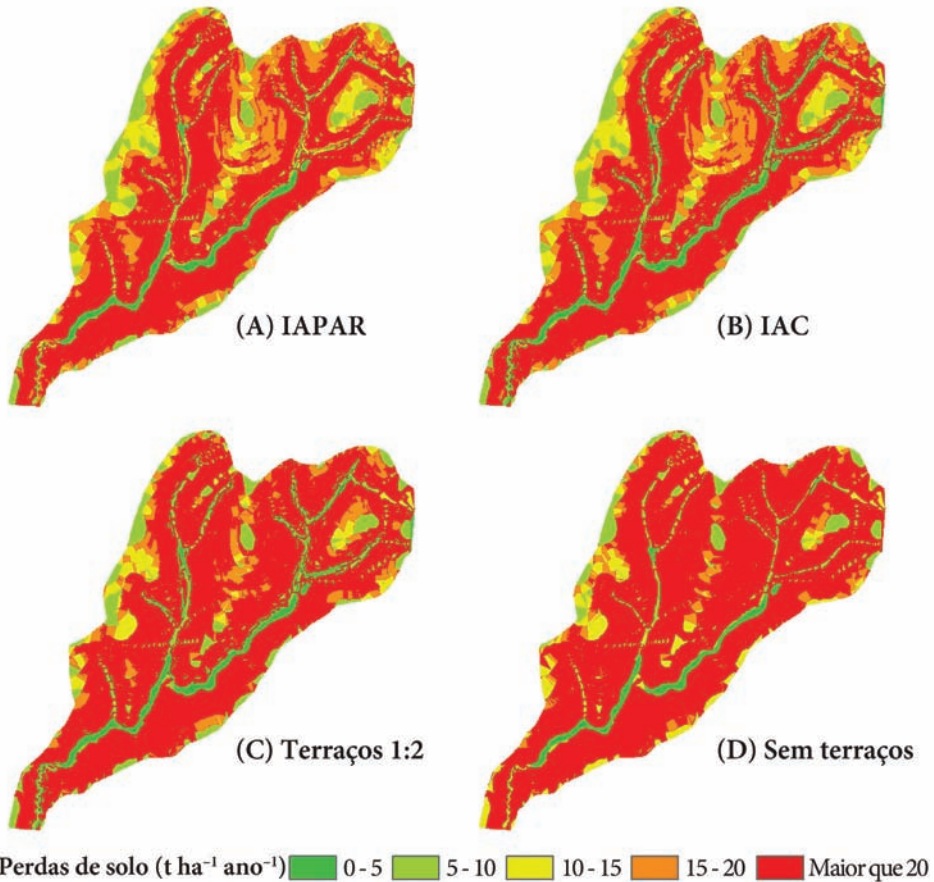 (A) IAPAR
(B) IAC
(C) Terraços 1:2
(D) Sem terraços
Perdas de solo (t ha⁻¹ ano⁻¹) 0 - 5 5 - 10 10 - 15 15 - 20 Maior que 20